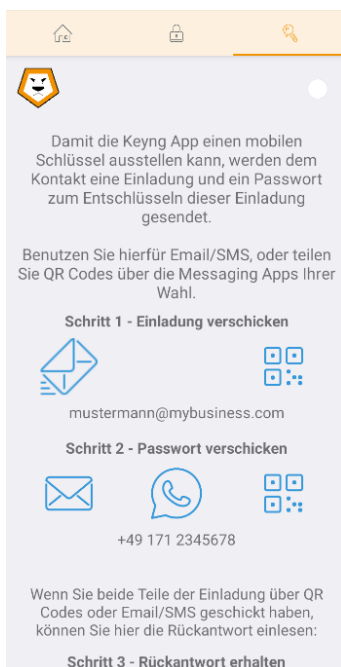 Damit die Keyng App einen mobilen
Schlüssel ausstellen kann, werden dem
Kontakt eine Einladung und ein Passwort
zum Entschlüsseln dieser Einladung
gesendet.
Benutzen Sie hierfür Email/SMS, oder teilen
Sie QR Codes über die Messaging Apps Ihrer
Wahl.
Schritt 1 - Einladung verschicken
mustermann@mybusiness.com
Schritt 2 - Passwort verschicken
+49 171 2345678
Wenn Sie beide Teile der Einladung über QR
Codes oder Email/SMS geschickt haben,
können Sie hier die Rückantwort einlesen:
Schritt 3 - Rückantwort erhalten